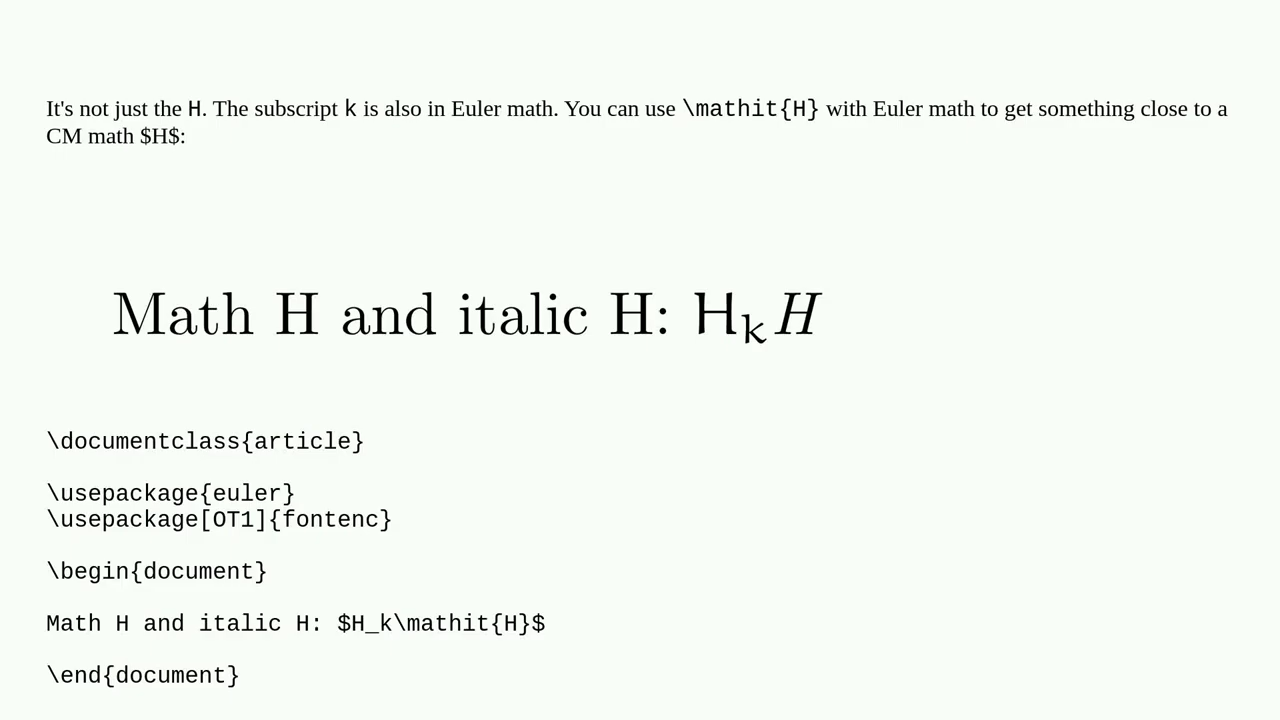 It's not just the H. The subscript k is also in Euler math. You can use \mathit{H} with Euler math to get something close to a
CM math $H$:
Math H and italic H: HkH
\documentclass{article}
\usepackage{euler}
\usepackage[OT1]{fontenc}
\begin{document}
Math H and italic H: $H_k\mathit{H}$
\end{document}